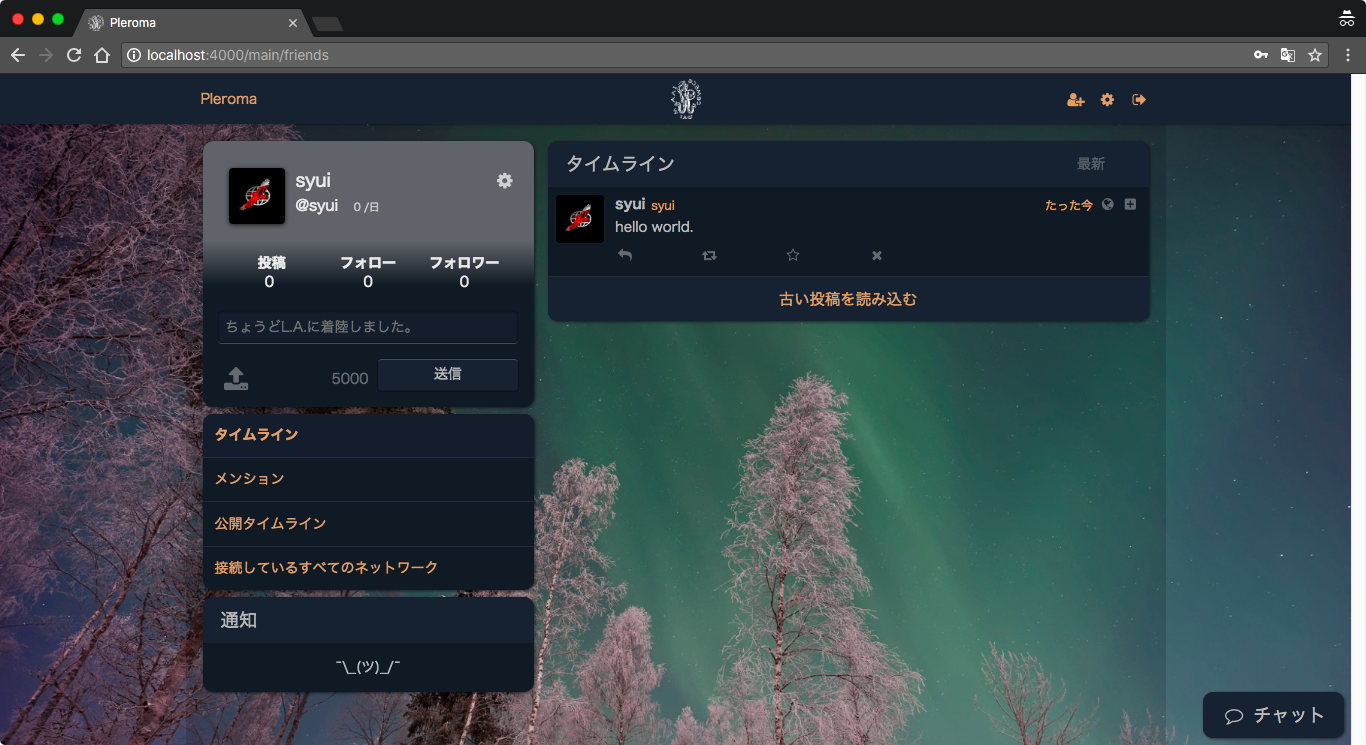 Pleroma
localhost:4000/main/friends
Pleroma
syui
@syui 0 /日
投稿 フォロー フォロワー
0 0 0
ちょうどL.A.に着陸しました。
5000 送信
タイムライン
メンション
公開タイムライン
接続しているすべてのネットワーク
通知
¯\_(ツ)_/¯
タイムライン 最新
syui syui たった今
hello world.
古い投稿を読み込む
チャット